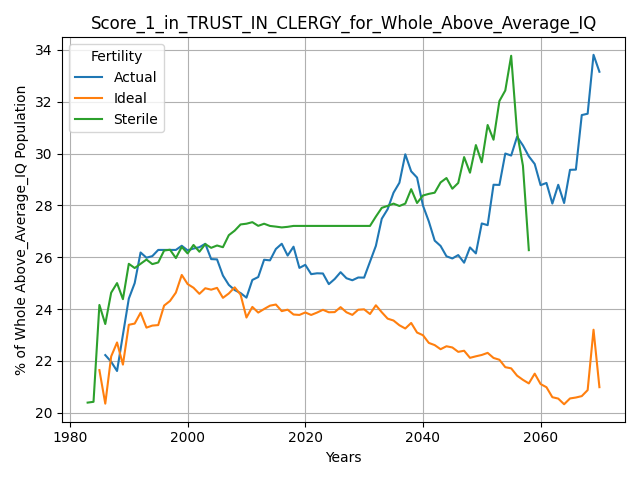 Score_1_in_TRUST_IN_CLERGY_for_Whole_Above_Average_IQ
Fertility
Actual
Ideal
Sterile
% of Whole Above_Average_IQ Population
34
32
30
28
26
24
22
20
1980
2000
2020
2040
2060
Years